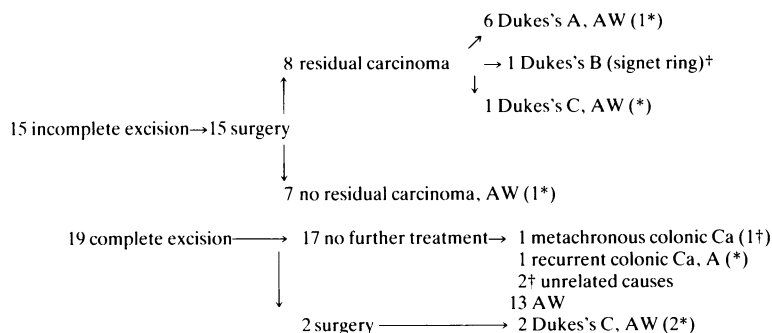 6 Dukes's A, AW (1*)
8 residual carcinoma → 1 Dukes's B (signet ring)†
1 Dukes's C, AW (*)
15 incomplete excision→15 surgery
7 no residual carcinoma, AW (1*)
19 complete excision→ 17 no further treatment→ 1 metachronous colonic Ca (1†)
1 recurrent colonic Ca, A (*)
2† unrelated causes
13 AW
2 surgery → 2 Dukes's C, AW (2*)